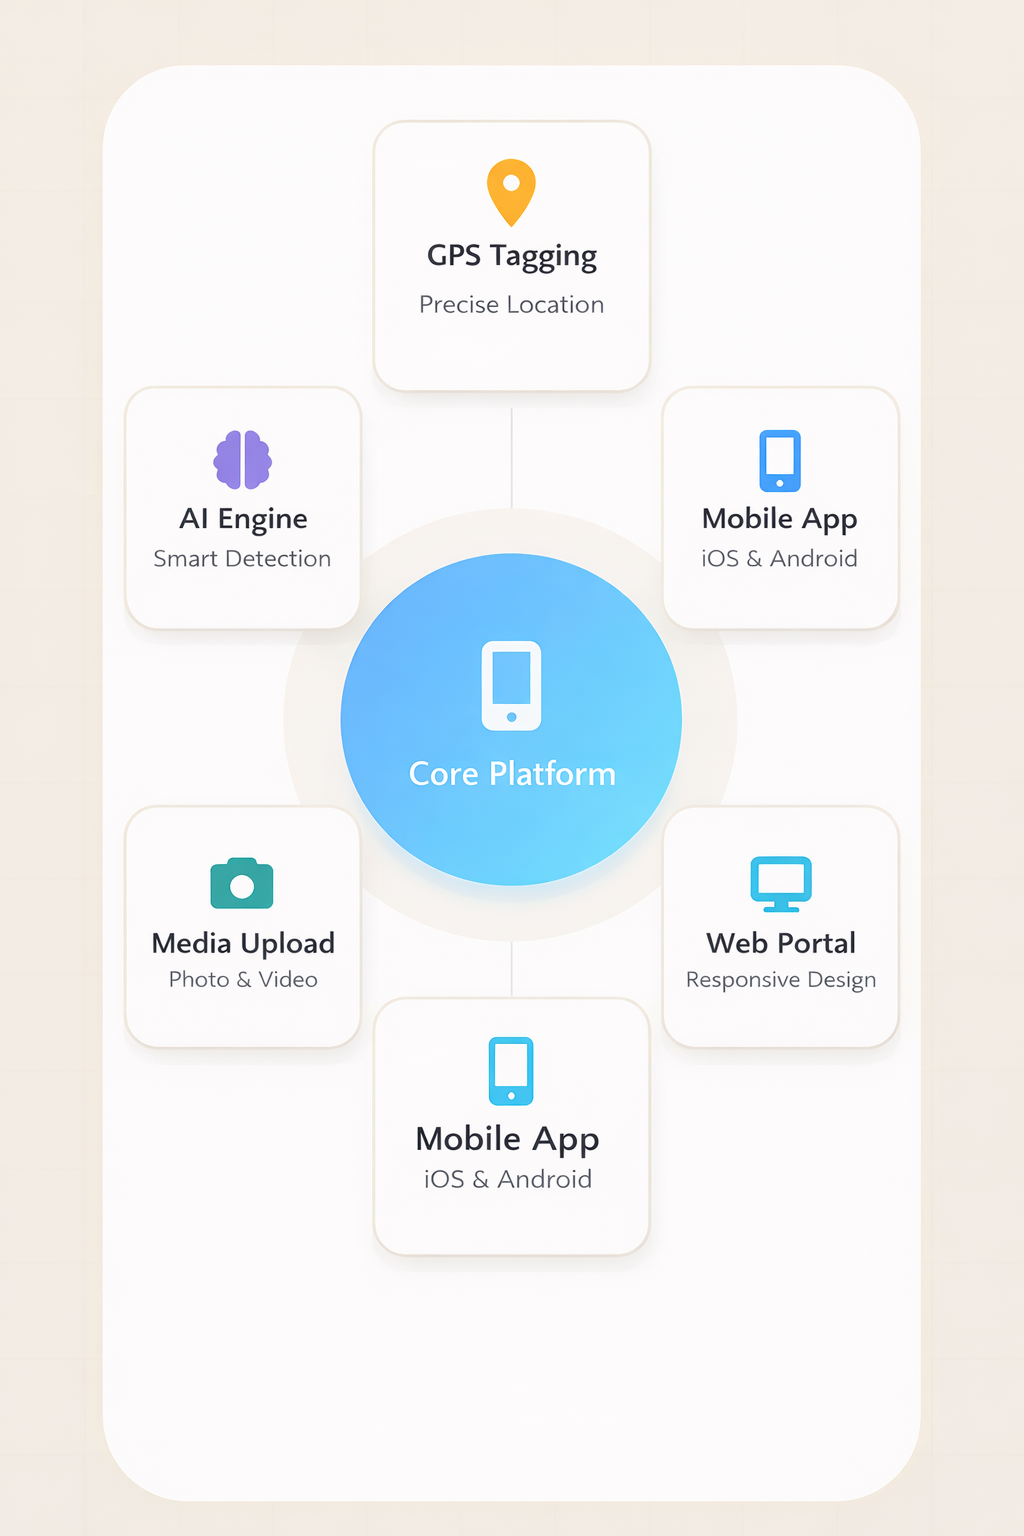 GPS Tagging
Precise Location
AI Engine
Smart Detection
Mobile App
iOS & Android
Core Platform
Media Upload
Photo & Video
Web Portal
Responsive Design
Mobile App
iOS & Android